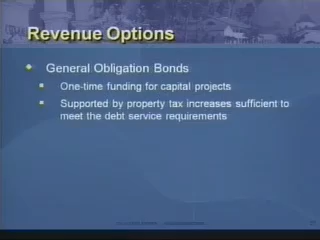 Revenue Options
General Obligation Bonds
One-time funding for capital projects
Supported by property tax increases sufficient to
meet the debt service requirements